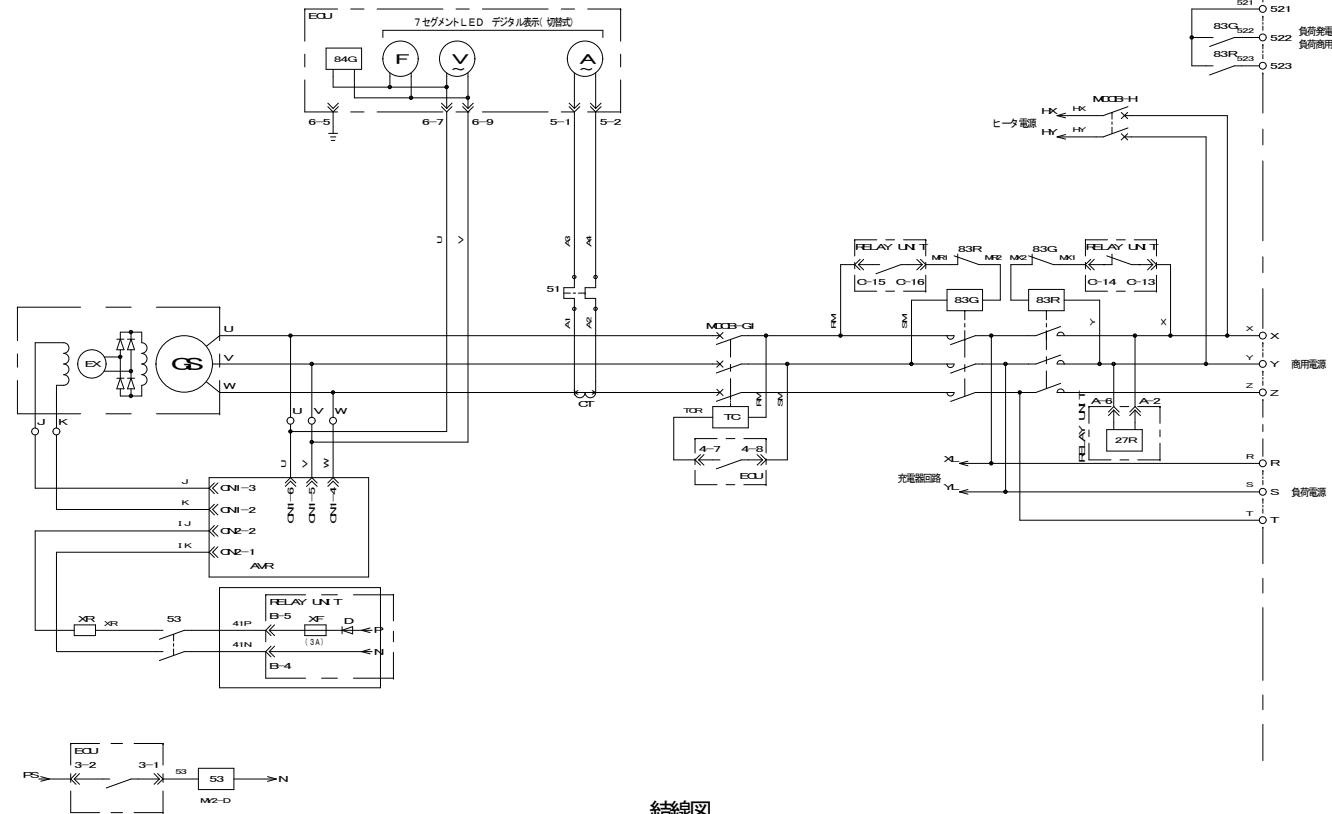 ECU
7セグメントLED デジタル表示(切替式)
84G
F
V
~
A
~
6-5
6-7
6-9
5-1
5-2
521
521
83G
522
522
負荷発電
負荷商用
83R
523
523
MCCB-H
HX
HX
HY
HY
ヒータ電源
U
V
A3
A4
51
A1
A2
RELAY UNIT
C-15
C-16
MR1
83R
MR2
MX2
83G
MX1
RELAY UNIT
C-14
C-13
83G
83R
RM
SM
Y
X
MCCB-G1
U
V
W
EX
GS
X
X
Y
Y
商用電源
Z
Z
CT
TCR
TC
RM
SM
4-7
4-8
ECU
A-6
A-2
RELAY UNIT
27R
J
K
U
V
W
U
V
W
XL
R
R
充電器回路
YL
S
S
負荷電源
T
T
J
CN1-3
K
CN1-2
IJ
CN2-2
IK
CN2-1
CN1-6
CN1-5
CN1-4
AVR
RELAY UNIT
XR
XR
53
41P
B-5
XF
(3A)
D
P
41N
B-4
N
ECU
PS
3-2
3-1
53
53
N
MY2-D
結線図